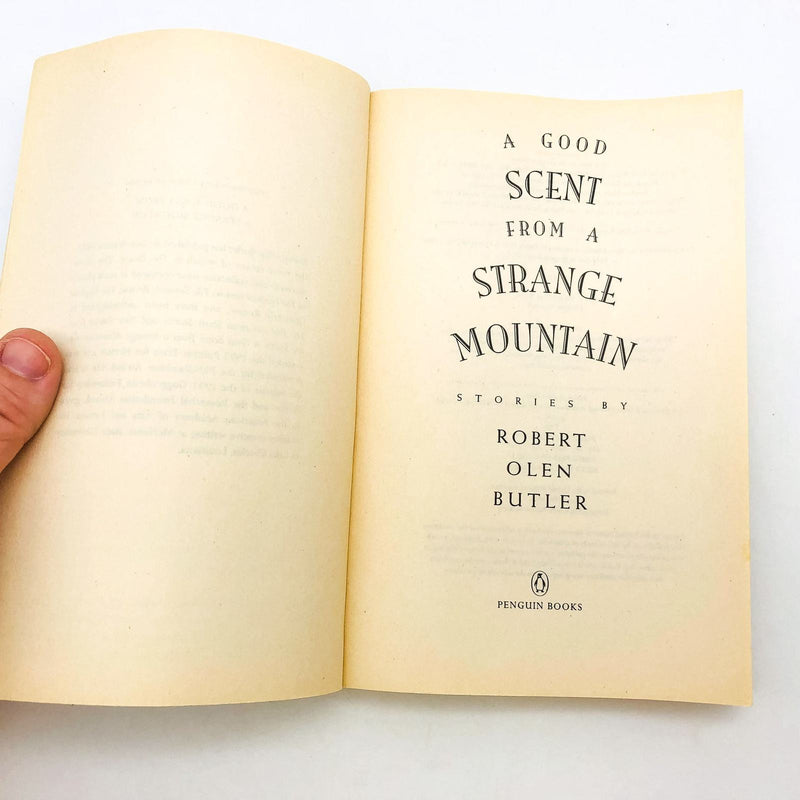 A GOOD
SCENT
FROM A
STRANGE
MOUNTAIN
STORIES BY
ROBERT
OLEN
BUTLER
PENGUIN BOOKS